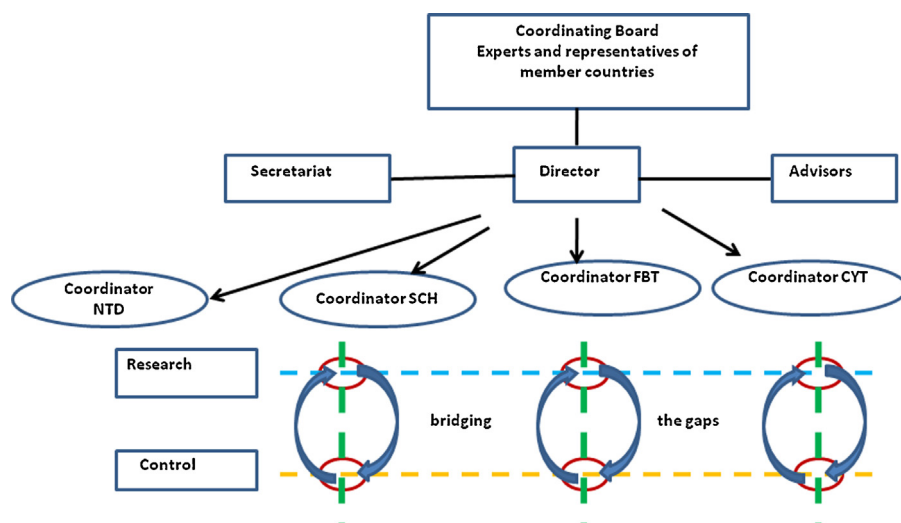 Coordinating Board
Experts and representatives of
member countries
Secretariat
Director
Advisors
Coordinator
NTD
Coordinator SCH
Coordinator FBT
Coordinator CYT
Research
bridging
the gaps
Control